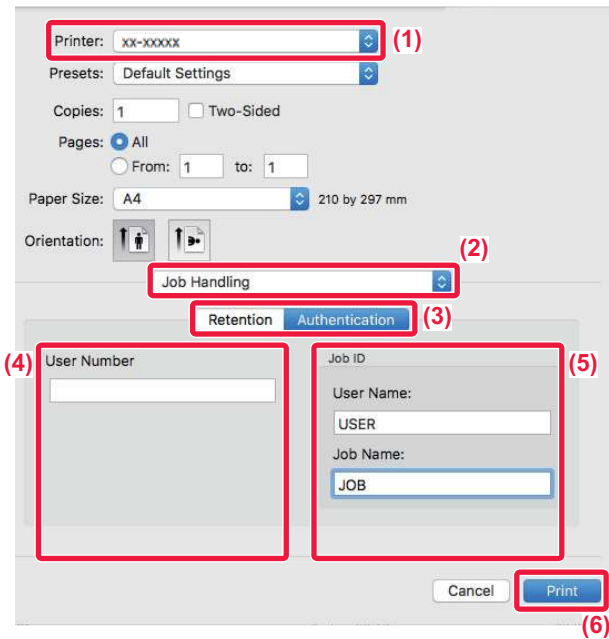 Printer: xx-xxxxx (1)
Presets: Default Settings
Copies: 1 Two-Sided
Pages: All
From: 1 to: 1
Paper Size: A4 210 by 297 mm
Orientation:
(2)
Job Handling
Retention Authentication (3)
(4) User Number
Job ID (5)
User Name:
USER
Job Name:
JOB
Cancel Print
(6)